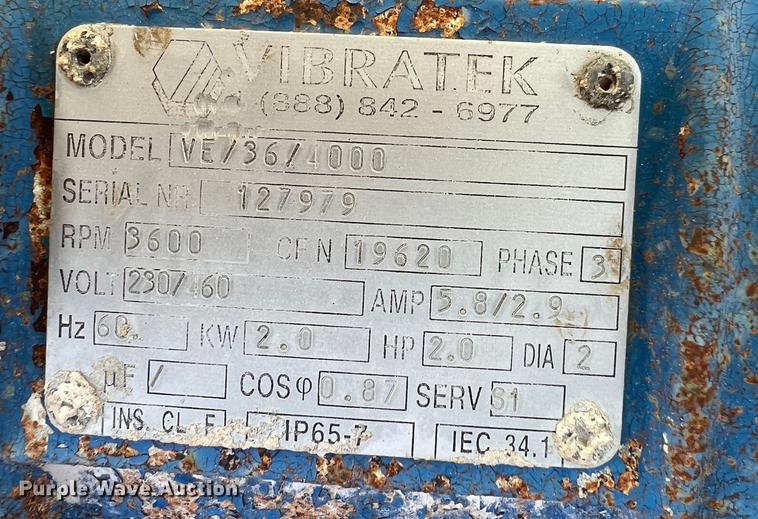 VIBRATEK
(888) 842-6977
MODEL VE/36/4000
SERIAL NR. 127979
RPM 3600 CFN 19620 PHASE 3
VOLT 230/460 AMP 5.8/2.9
Hz 60. KW 2.0 HP 2.0 DIA 2
µF / COSφ 0.87 SERV S1
INS. CL. F IP65-7 IEC 34.1
Purple Wave Auction